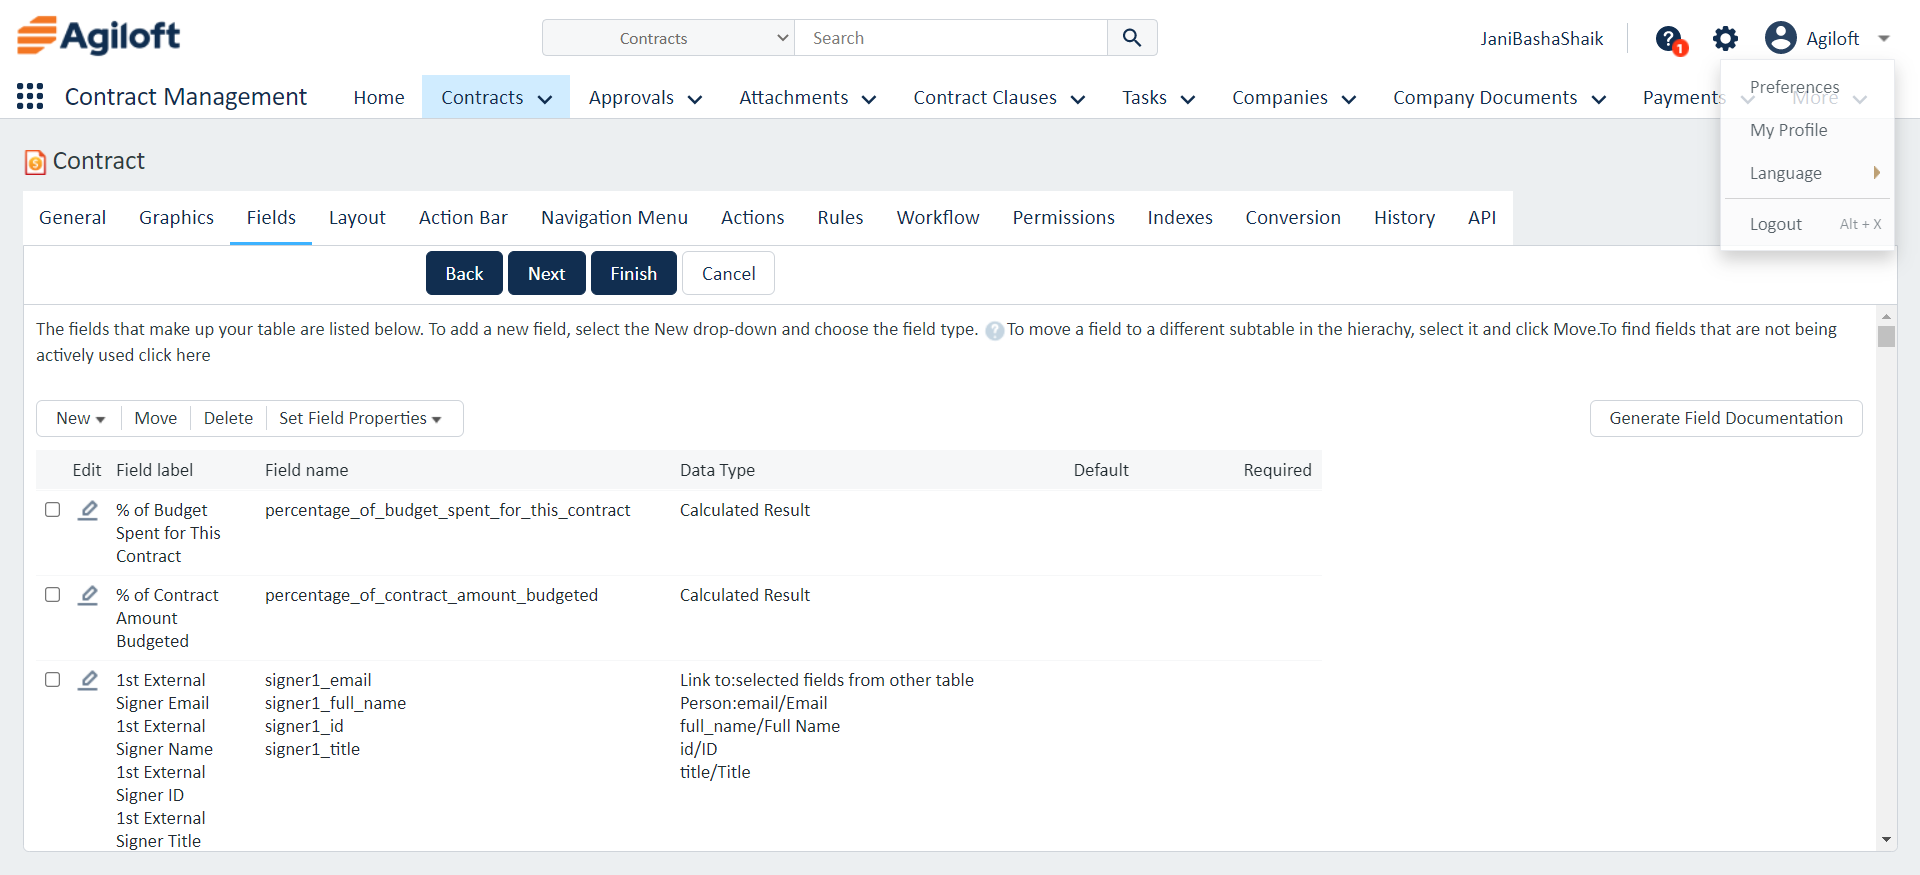 Agiloft
Contracts
Search
JaniBashaShaik
1
Agiloft
Contract Management
Home
Contracts
Approvals
Attachments
Contract Clauses
Tasks
Companies
Company Documents
Payments
More
Preferences
My Profile
Language
Logout Alt + X
Contract
General Graphics Fields Layout Action Bar Navigation Menu Actions Rules Workflow Permissions Indexes Conversion History API
Back Next Finish Cancel
The fields that make up your table are listed below. To add a new field, select the New drop-down and choose the field type. ? To move a field to a different subtable in the hierachy, select it and click Move.To find fields that are not being
actively used click here
New Move Delete Set Field Properties
Generate Field Documentation
Edit Field label Field name Data Type Default Required
% of Budget percentage_of_budget_spent_for_this_contract Calculated Result
Spent for This
Contract
% of Contract percentage_of_contract_amount_budgeted Calculated Result
Amount
Budgeted
1st External signer1_email Link to:selected fields from other table
Signer Email signer1_full_name Person:email/Email
1st External signer1_id full_name/Full Name
Signer Name signer1_title id/ID
1st External title/Title
Signer ID
1st External
Signer Title